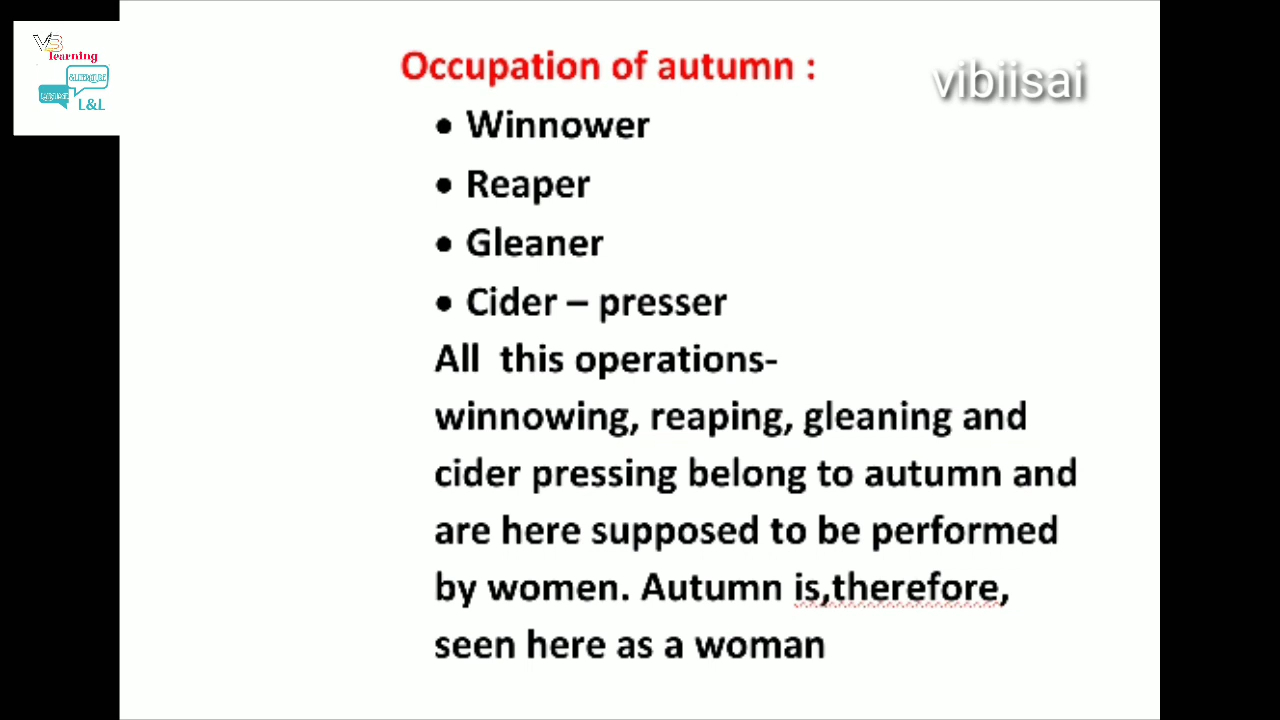 VB
learning
L&L
vibiisai
Occupation of autumn :
• Winnower
• Reaper
• Gleaner
• Cider – presser
All this operations-
winnowing, reaping, gleaning and
cider pressing belong to autumn and
are here supposed to be performed
by women. Autumn is,therefore,
seen here as a woman